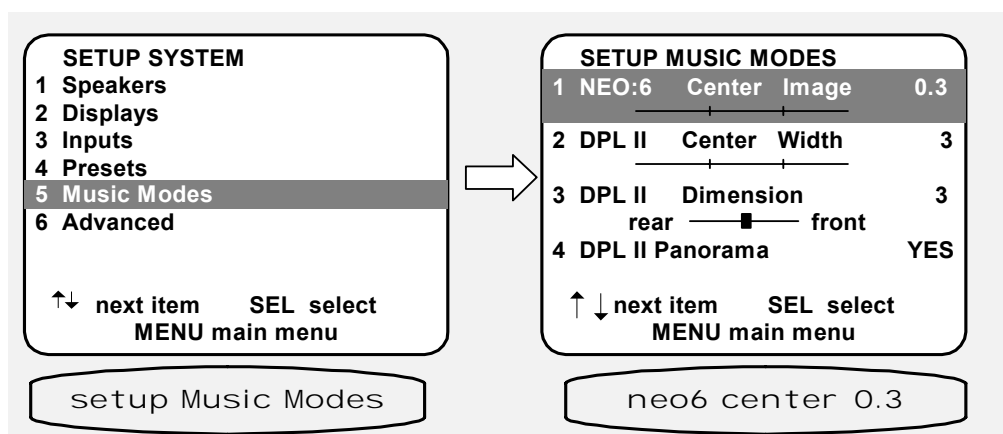 SETUP SYSTEM
1 Speakers
2 Displays
3 Inputs
4 Presets
5 Music Modes
6 Advanced
↑↓ next item SEL select
MENU main menu
setup Music Modes
SETUP MUSIC MODES
1 NEO:6 Center Image 0.3
2 DPL II Center Width 3
3 DPL II Dimension 3
rear front
4 DPL II Panorama YES
↑ ↓ next item SEL select
MENU main menu
neo6 center 0.3